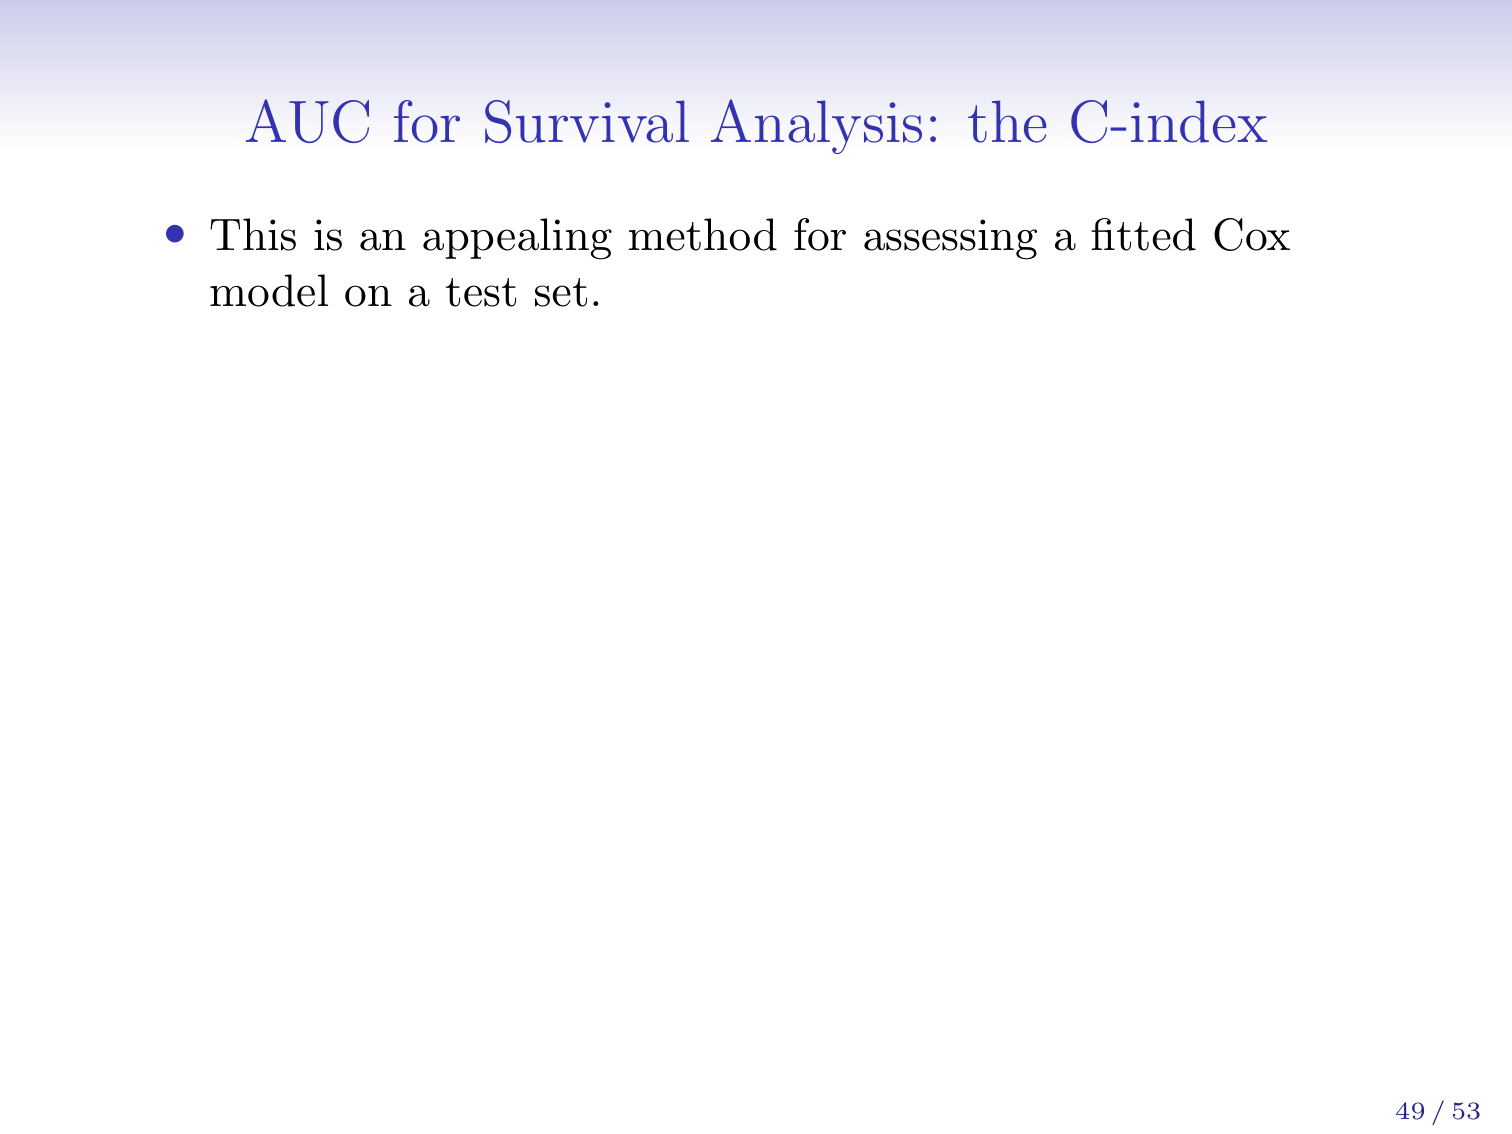 AUC for Survival Analysis: the C-index
• This is an appealing method for assessing a fitted Cox
model on a test set.
49 / 53